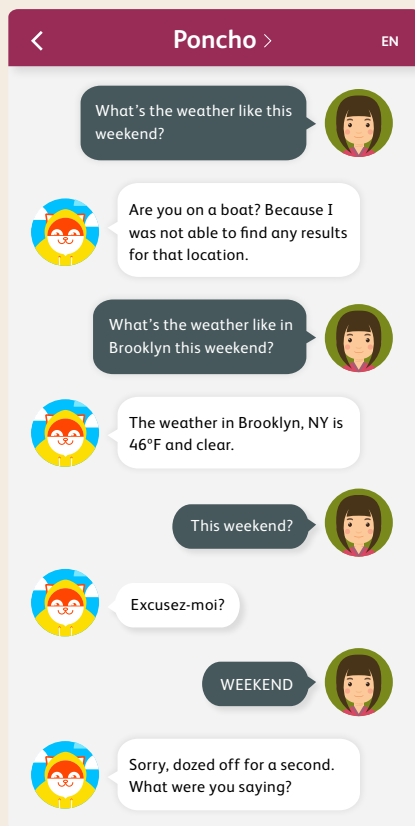 Poncho
EN
What's the weather like this
weekend?
Are you on a boat? Because I
was not able to find any results
for that location.
What's the weather like in
Brooklyn this weekend?
The weather in Brooklyn, NY is
46°F and clear.
This weekend?
Excusez-moi?
WEEKEND
Sorry, dozed off for a second.
What were you saying?